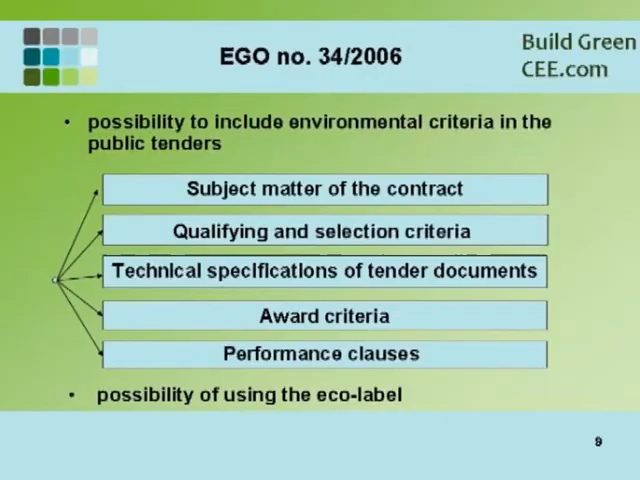 EGO no. 34/2006
Build Green
CEE.com
• possibility to include environmental criteria in the
public tenders
Subject matter of the contract
Qualifying and selection criteria
Technical specifications of tender documents
Award criteria
Performance clauses
• possibility of using the eco-label
9